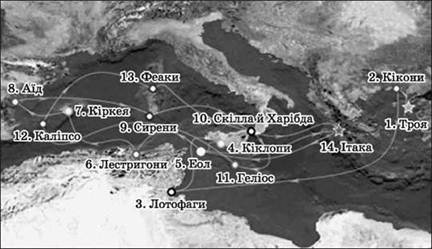 13. Феаки
2. Кікони
8. Аїд
7. Кіркея
10. Скілла й Харібда
9. Сирени
1. Троя
12. Каліпсо
4. Кіклопи
14. Ітака
6. Лестригони
5. Еол
11. Геліос
3. Лотофаги